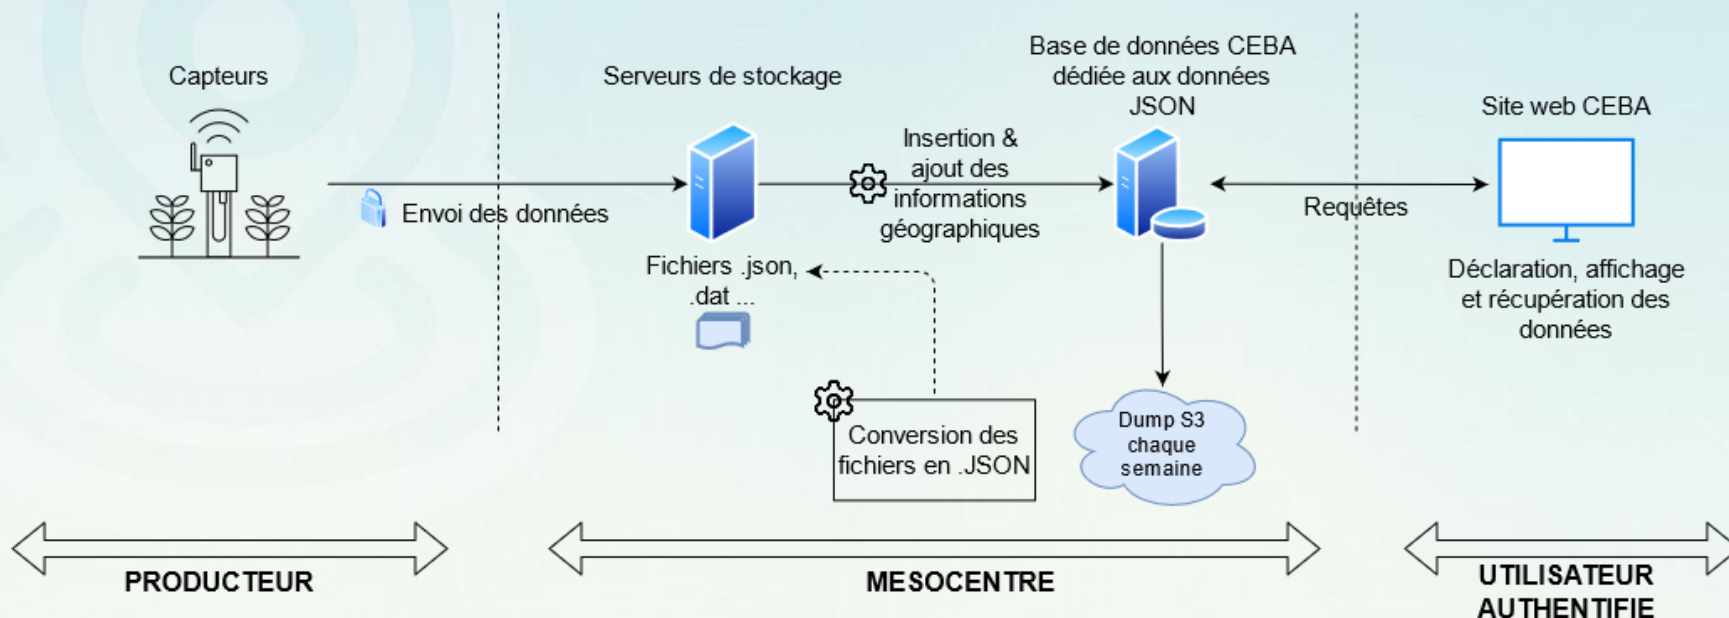 Capteurs
Envoi des données
Serveurs de stockage
Fichiers .json,
.dat ...
Insertion &
ajout des
informations
géographiques
Conversion des
fichiers en .JSON
Base de données CEBA
dédiée aux données
JSON
Dump S3
chaque
semaine
Requêtes
Site web CEBA
Déclaration, affichage
et récupération des
données
PRODUCTEUR
MESOCENTRE
UTILISATEUR
AUTHENTIFIE